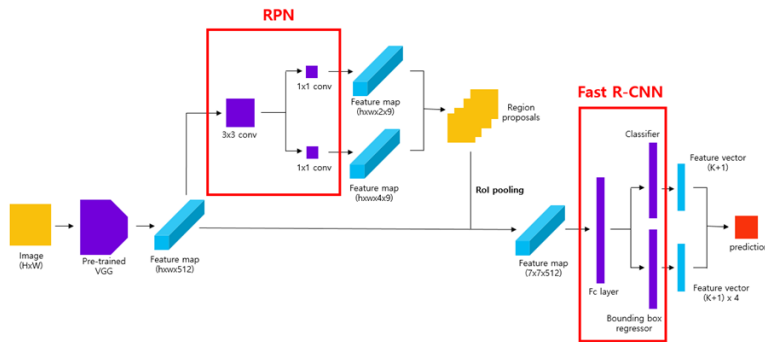 RPN
1x1 conv
Feature map
(hxwx2x9)
3x3 conv
1x1 conv
Feature map
(hxwx4x9)
Region
proposals
RoI pooling
Fast R-CNN
Classifier
Feature vector
(K+1)
Image
(HxW)
Pre-trained
VGG
Feature map
(hxwx512)
Feature map
(7x7x512)
Fc layer
Bounding box
regressor
Feature vector
(K+1) x 4
prediction